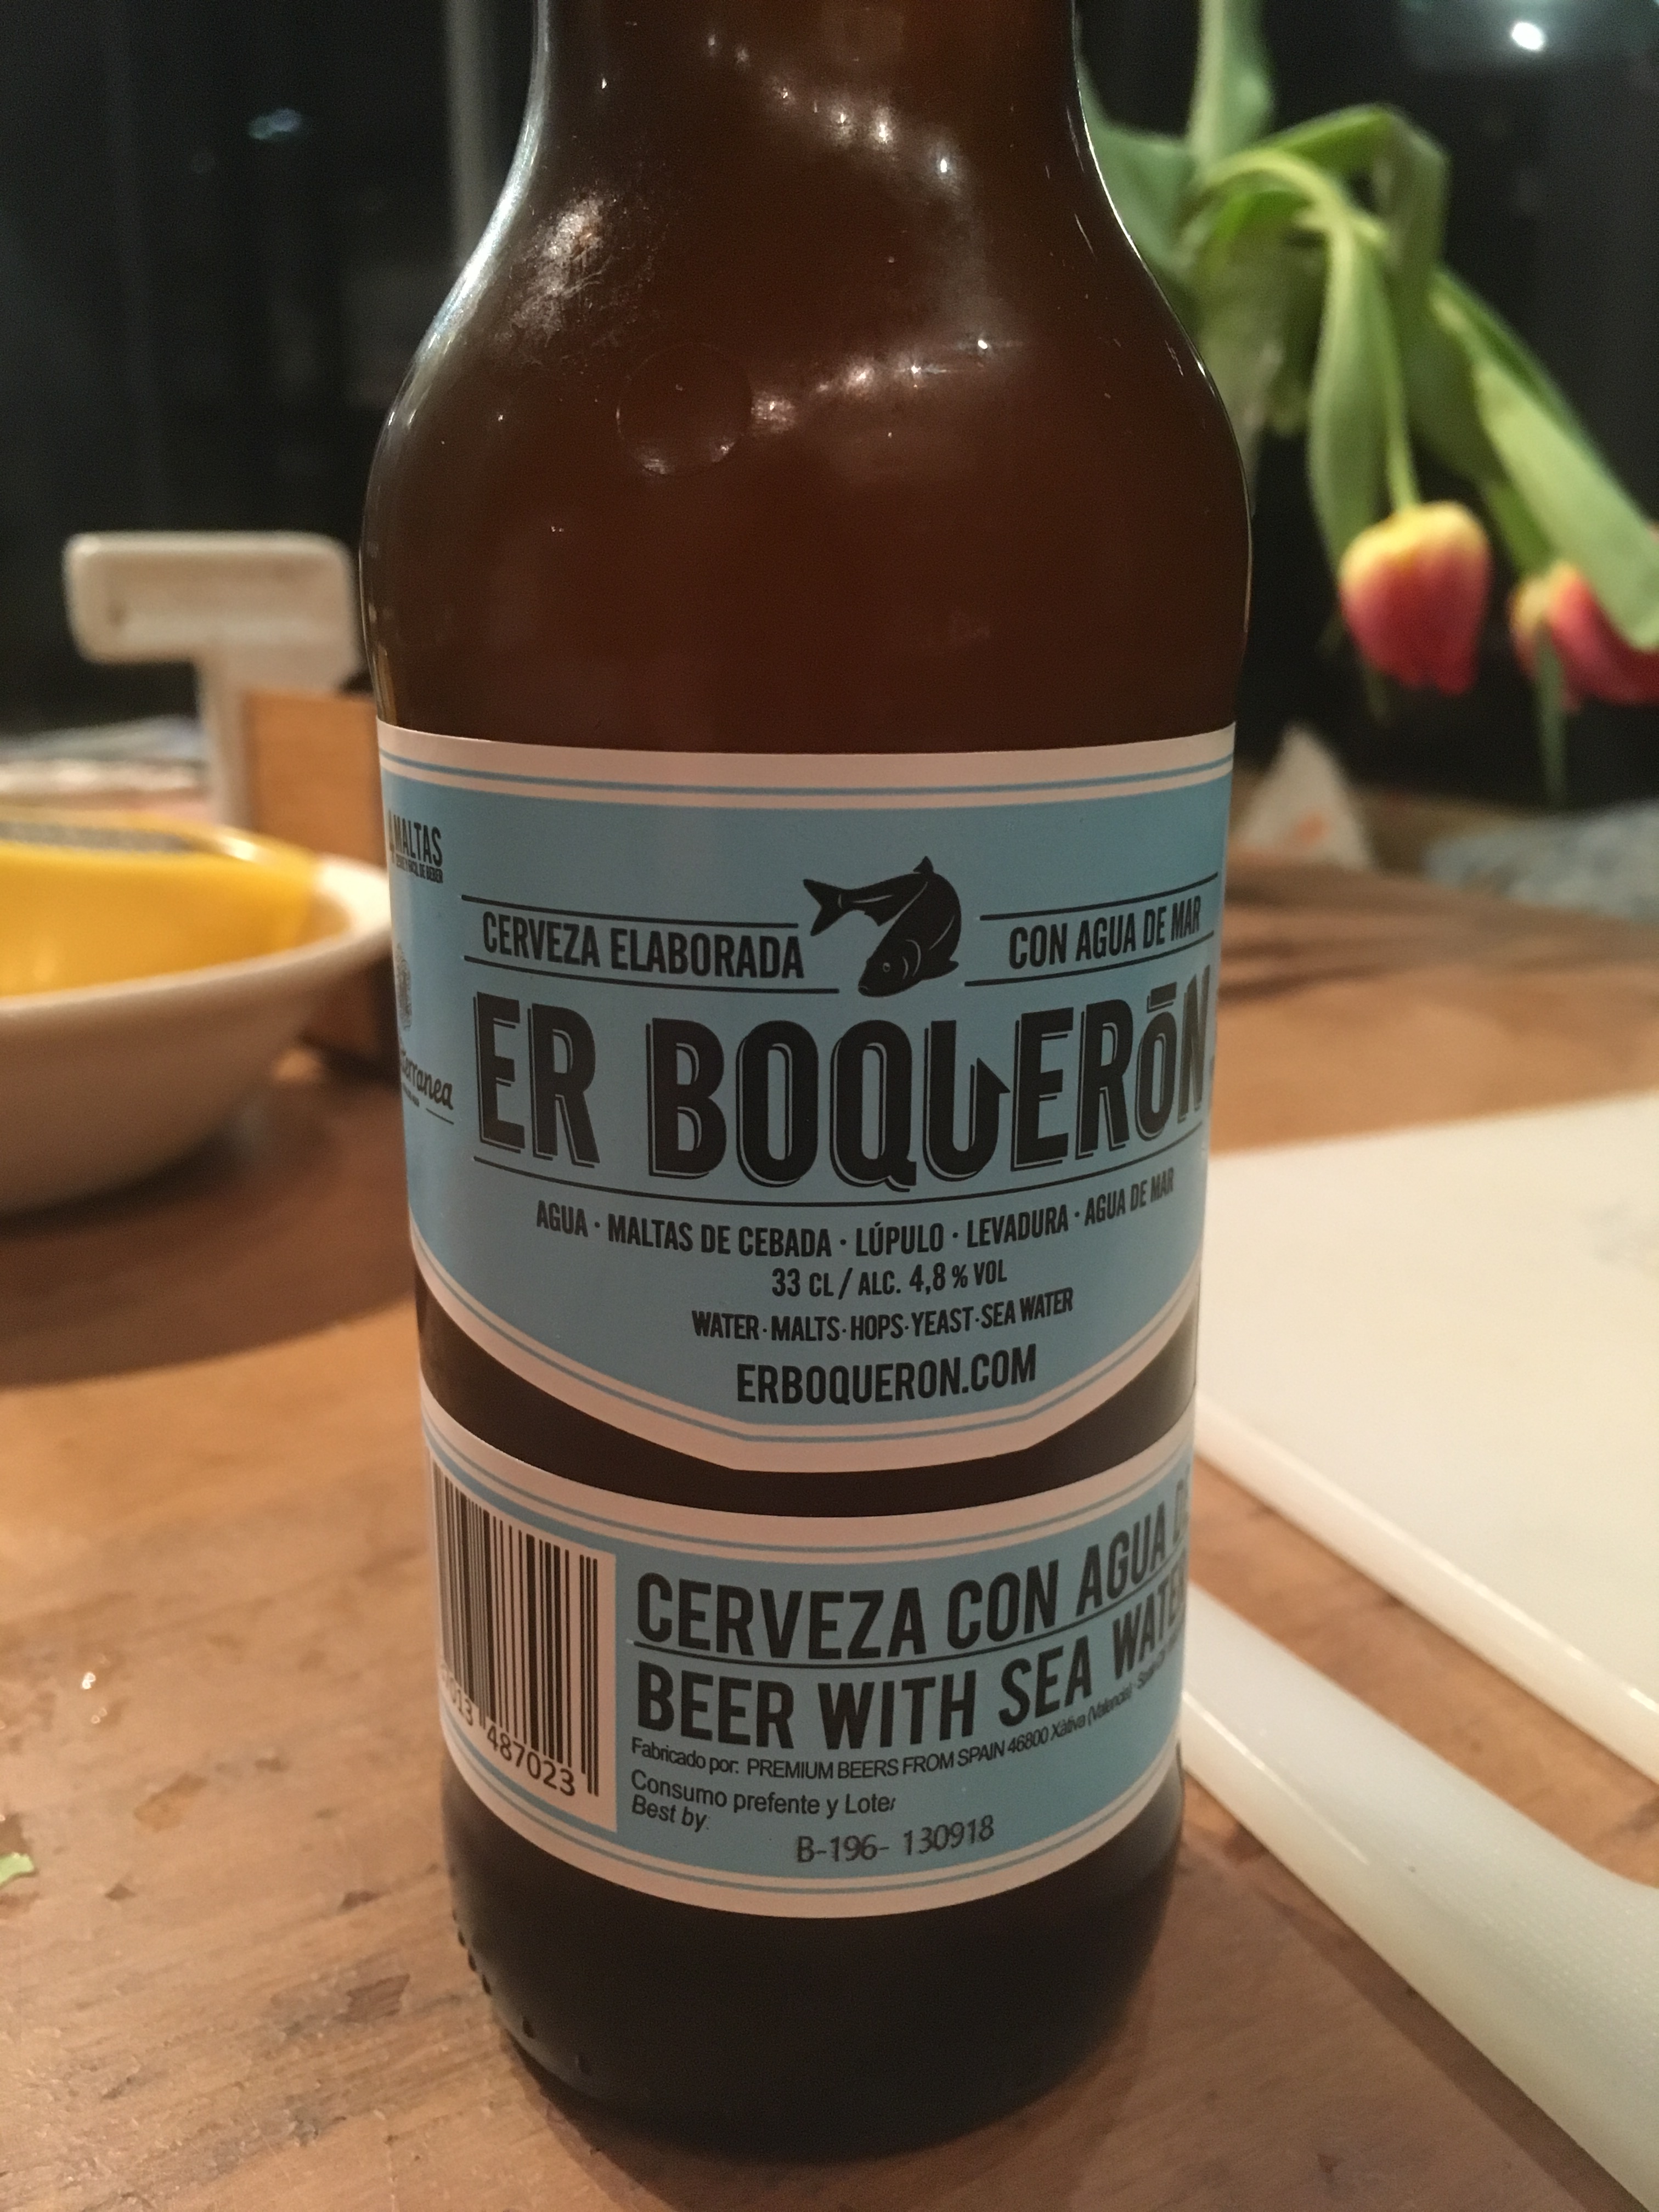 MALTAS
CERVEZA ELABORADA CON AGUA DE MAR
ER BOQUERŌN
AGUA · MALTAS DE CEBADA · LÚPULO · LEVADURA · AGUA DE MAR
33 CL / ALC. 4,8 % VOL
WATER · MALTS · HOPS · YEAST · SEA WATER
ERBOQUERON.COM
CERVEZA CON AGUA
BEER WITH SEA WATER
Fabricado por: PREMIUM BEERS FROM SPAIN 46800 Xàtiva (Valencia)
Consumo prefente y Lote/
Best by:
B-196- 130918
487023